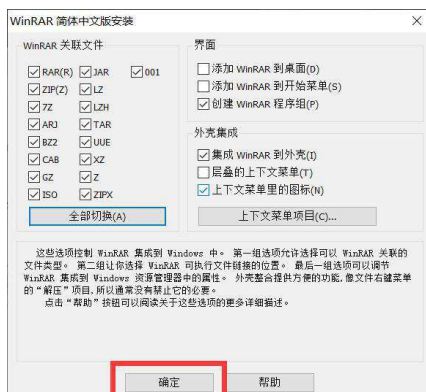 WinRAR 简体中文版安装
WinRAR 关联文件
RAR(R) JAR 001
ZIP(Z) LZ
7Z LZH
ARJ TAR
BZ2 UUE
CAB XZ
GZ Z
ISO ZIPX
全部切换(A)
界面
添加 WinRAR 到桌面(D)
添加 WinRAR 到开始菜单(S)
创建 WinRAR 程序组(P)
外壳集成
集成 WinRAR 到外壳(I)
层叠的上下文菜单(T)
上下文菜单里的图标(N)
上下文菜单项目(C)...
这些选项控制 WinRAR 集成到 Windows 中。 第一组选项允许选择可以 WinRAR 关联的
文件类型。 第二组让你选择 WinRAR 可执行文件链接的位置。 最后一组选项可以调节
WinRAR 集成到 Windows 资源管理器中的属性。 外壳整合提供方便的功能,像文件右键菜单
的“解压”项目,所以通常没有禁止它的必要。
点击“帮助”按钮可以阅读关于这些选项的更多详细描述。
确定 帮助